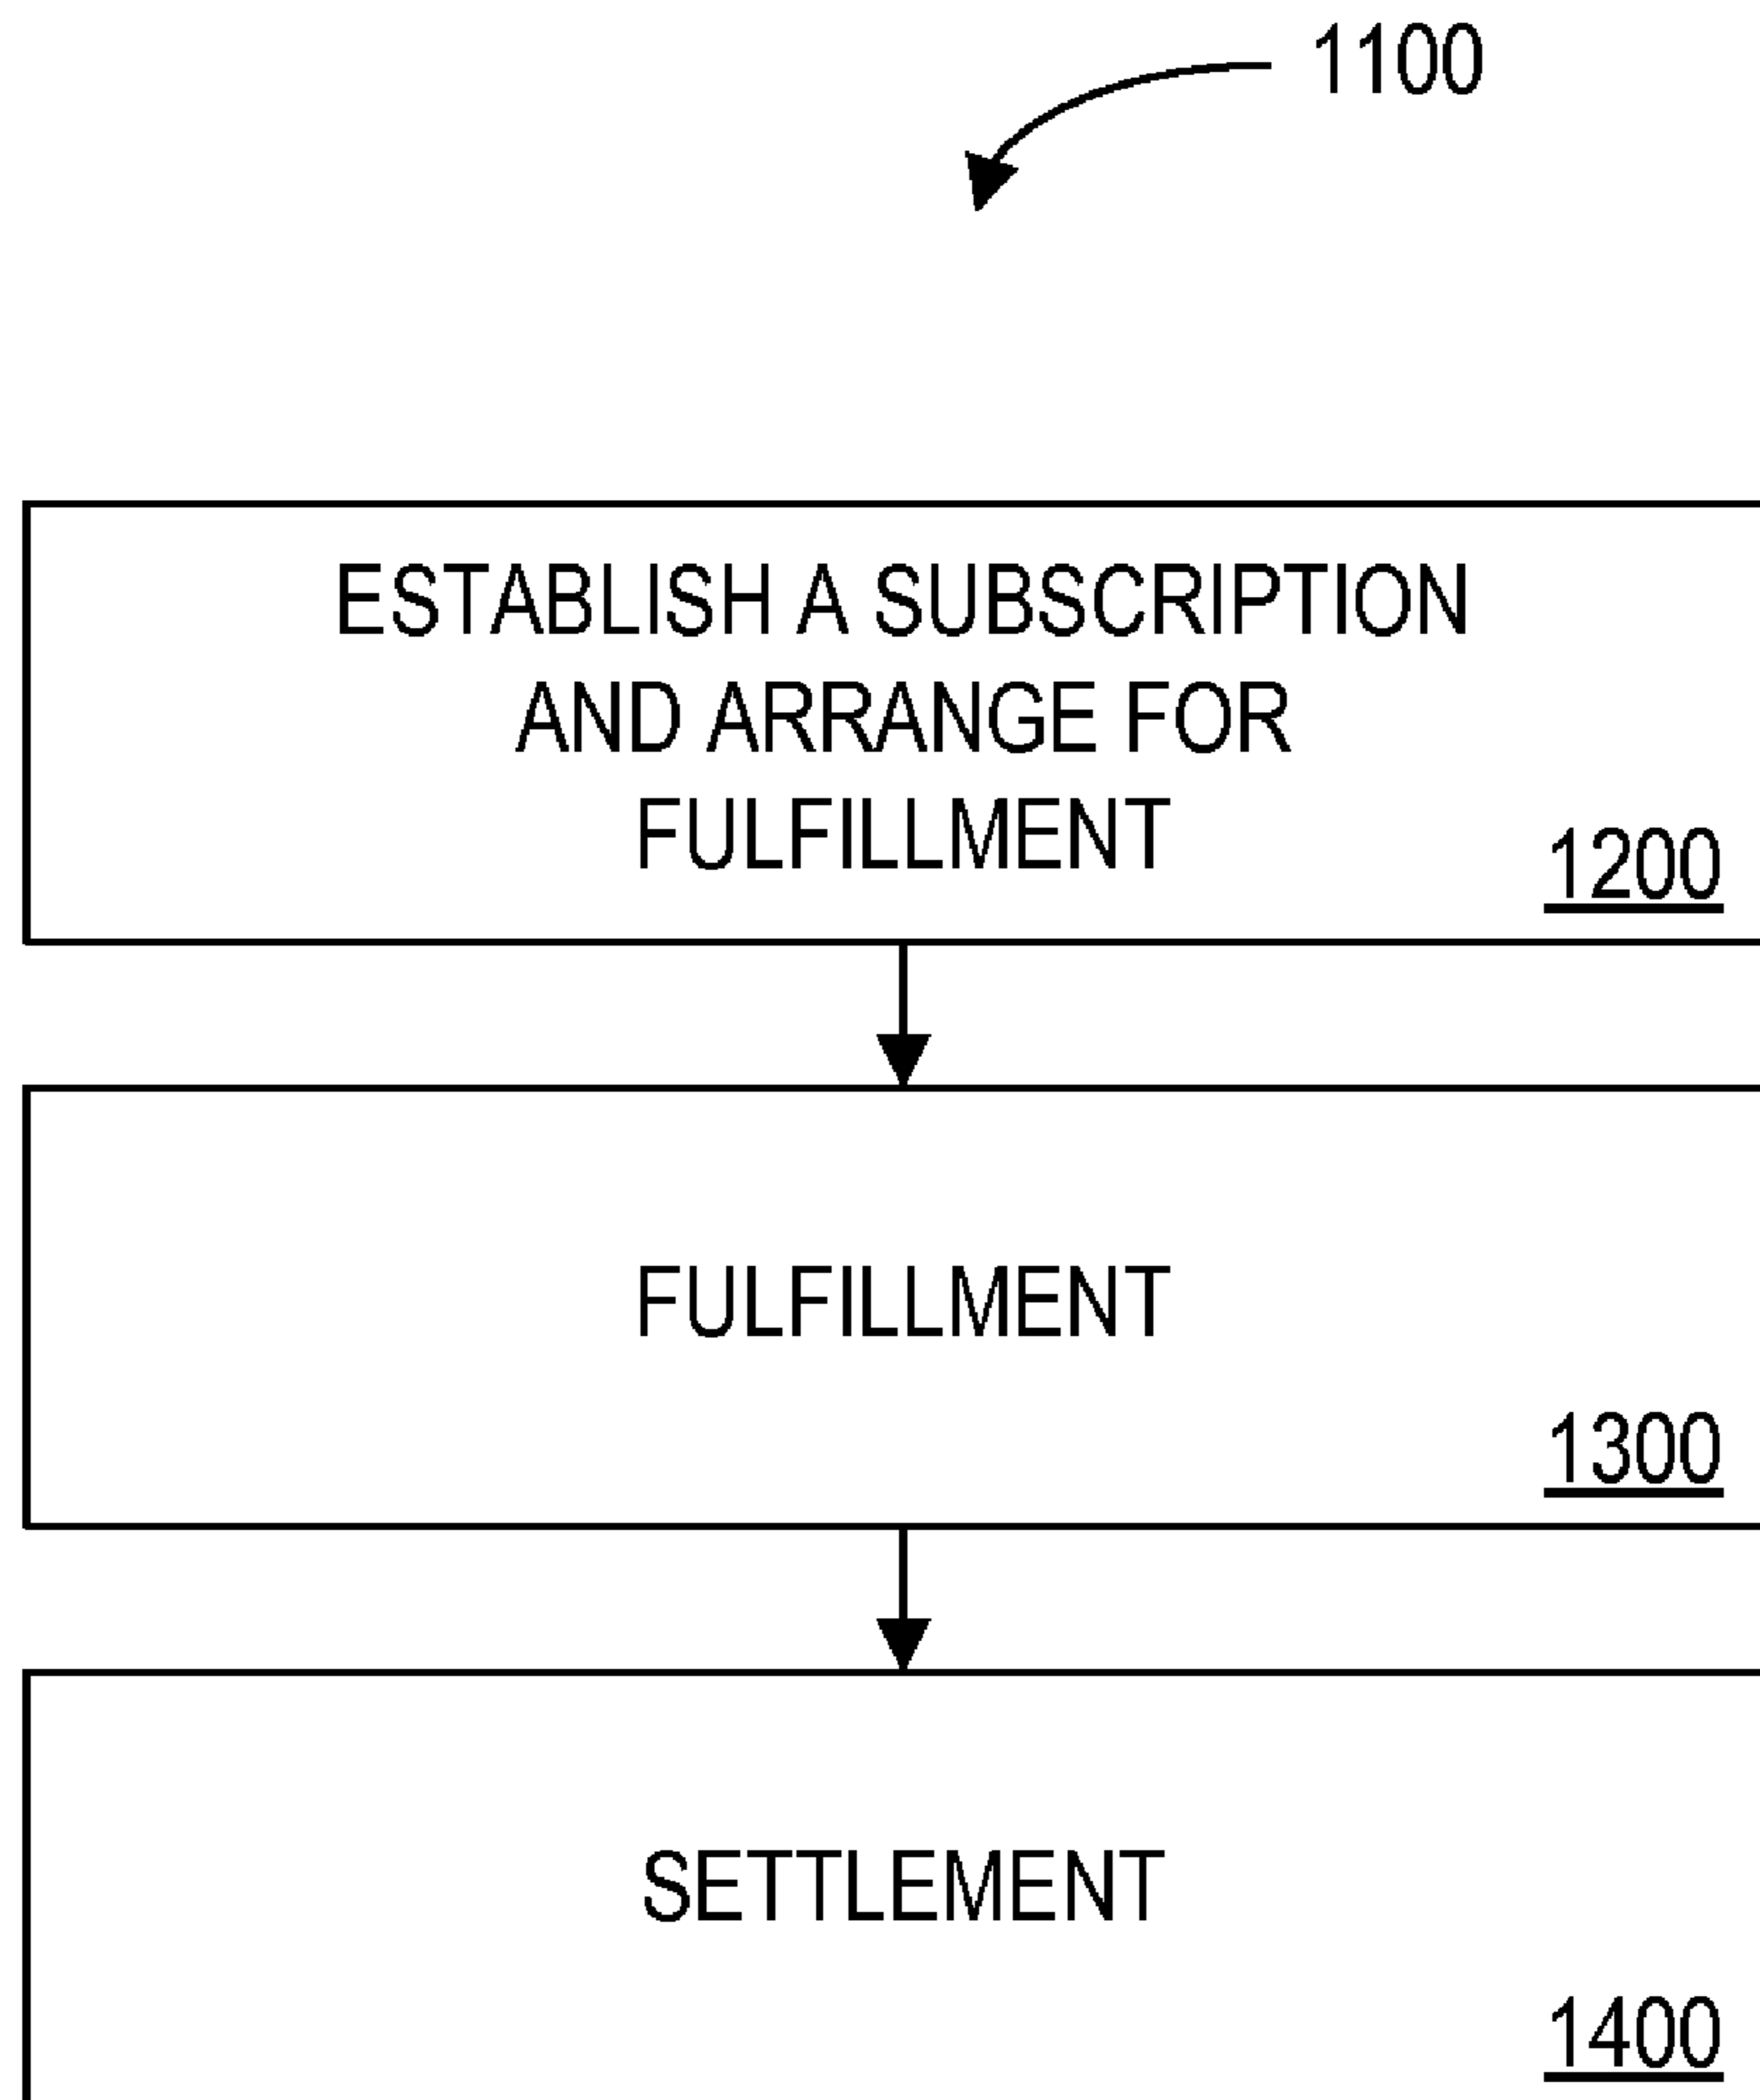 1100
ESTABLISH A SUBSCRIPTION
AND ARRANGE FOR
FULFILLMENT
1200
FULFILLMENT
1300
SETTLEMENT
1400